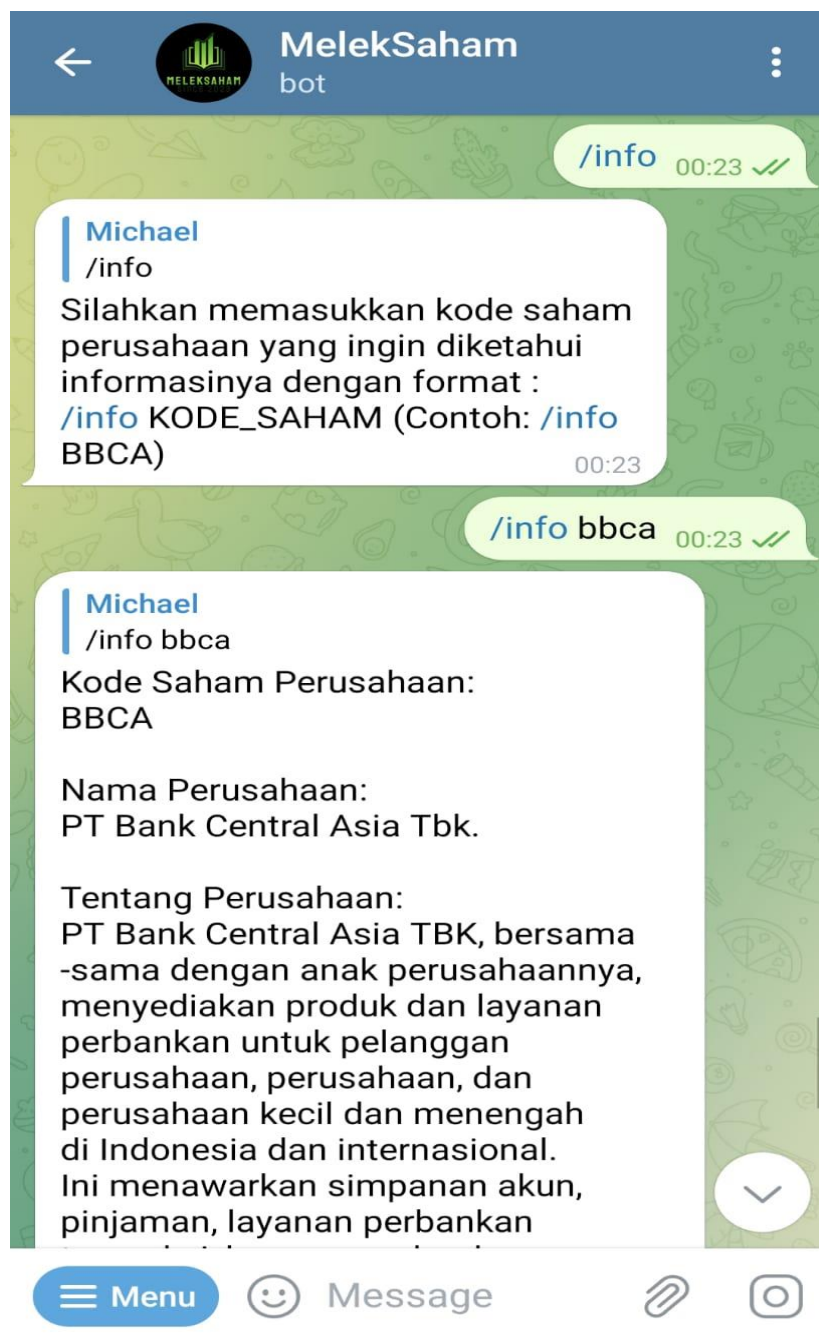 MelekSaham
MELEKSAHAM
bot
/info 00:23
Michael
/info
Silahkan memasukkan kode saham
perusahaan yang ingin diketahui
informasinya dengan format :
/info KODE_SAHAM (Contoh: /info
BBCA)
00:23
/info bbca 00:23
Michael
/info bbca
Kode Saham Perusahaan:
BBCA
Nama Perusahaan:
PT Bank Central Asia Tbk.
Tentang Perusahaan:
PT Bank Central Asia TBK, bersama
-sama dengan anak perusahaannya,
menyediakan produk dan layanan
perbankan untuk pelanggan
perusahaan, perusahaan, dan
perusahaan kecil dan menengah
di Indonesia dan internasional.
Ini menawarkan simpanan akun,
pinjaman, layanan perbankan
Menu
Message